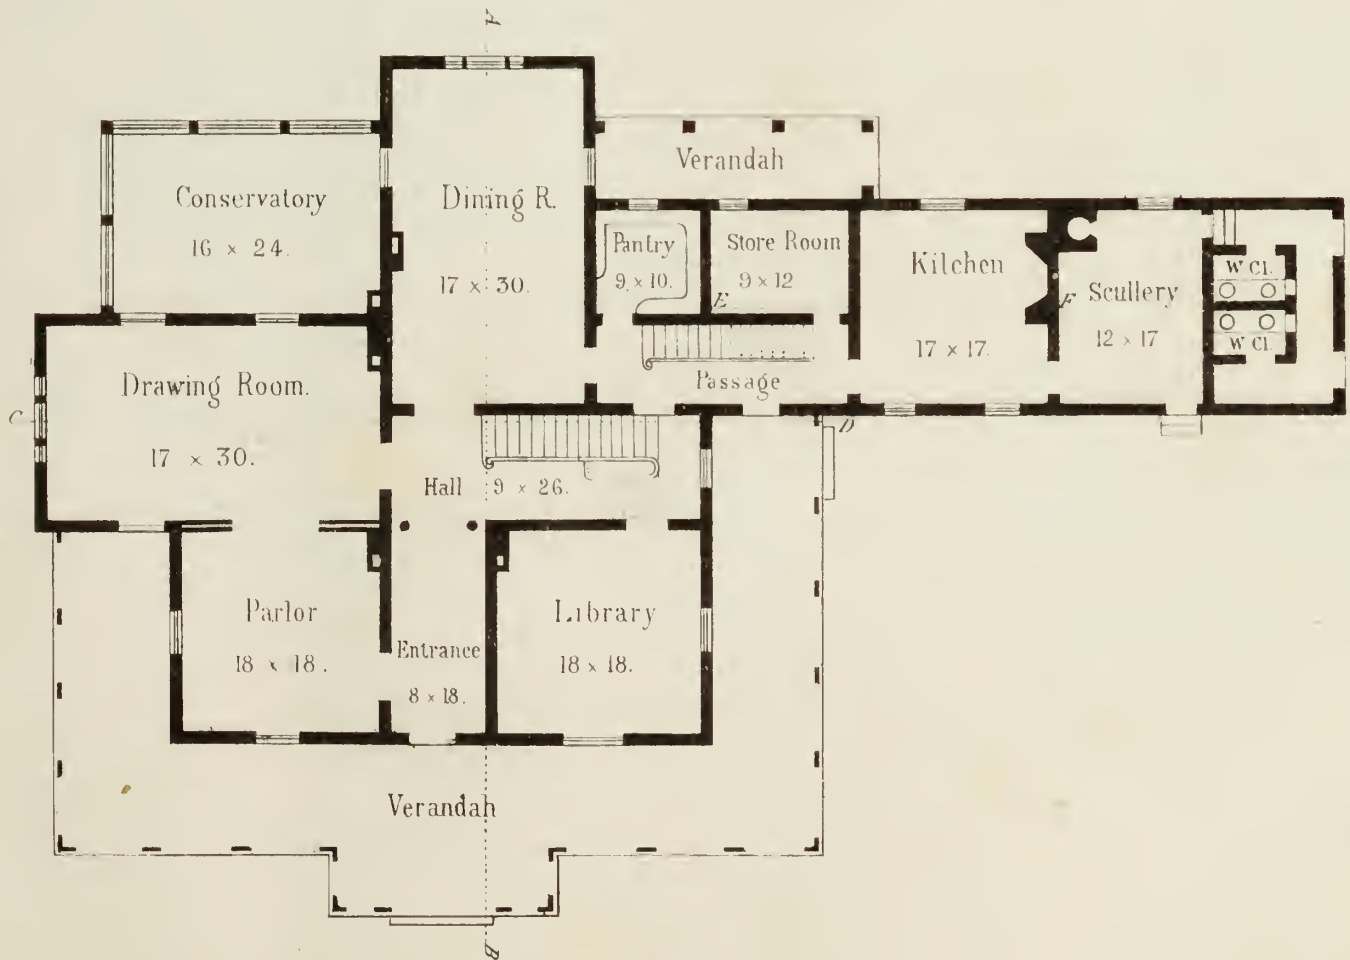 A
Verandah
Conservatory
16 × 24.
Dining R.
17 × 30.
Pantry
9 × 10.
Store Room
9 × 12
E
Kitchen
17 × 17.
F
Scullery
12 × 17
W Cl.
W Cl.
Passage
D
C
Drawing Room.
17 × 30.
Hall 9 × 26.
Parlor
18 × 18.
Entrance
8 × 18.
Library
18 × 18.
Verandah
B